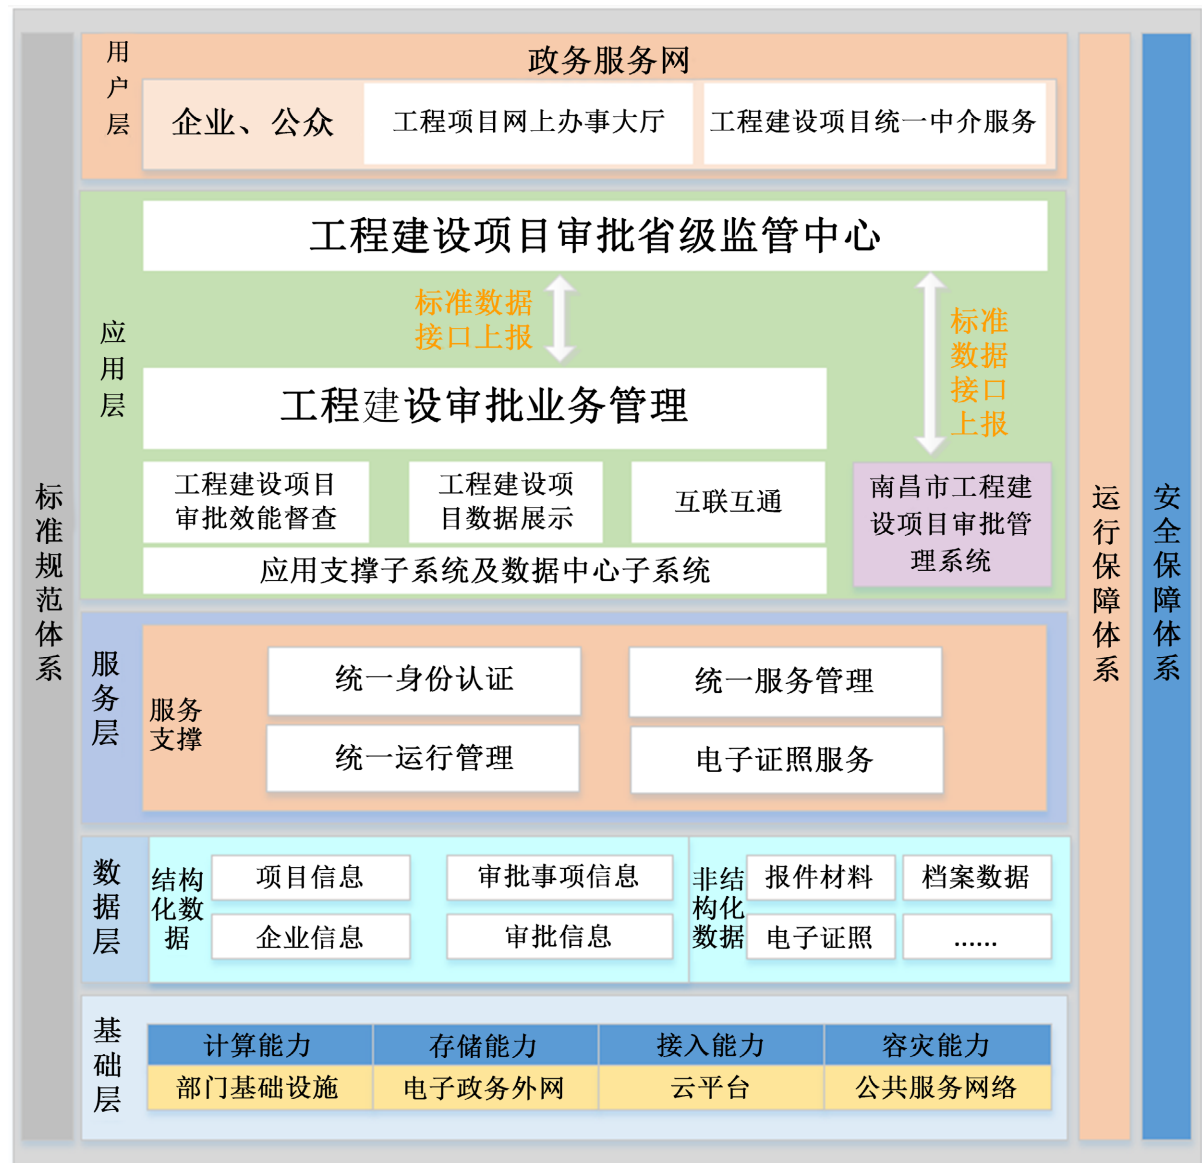 标准规范体系
用户层
政务服务网
企业、公众
工程项目网上办事大厅
工程建设项目统一中介服务
应用层
工程建设项目审批省级监管中心
标准数据
接口上报
标准
数据
接口
上报
工程建设审批业务管理
工程建设项目
审批效能督查
工程建设项
目数据展示
互联互通
南昌市工程建
设项目审批管
理系统
应用支撑子系统及数据中心子系统
服务层
服务
支撑
统一身份认证
统一服务管理
统一运行管理
电子证照服务
数据层
结构
化数
据
项目信息
审批事项信息
企业信息
审批信息
非结
构化
数据
报件材料
档案数据
电子证照
......
基础层
计算能力
存储能力
接入能力
容灾能力
部门基础设施
电子政务外网
云平台
公共服务网络
运行保障体系
安全保障体系